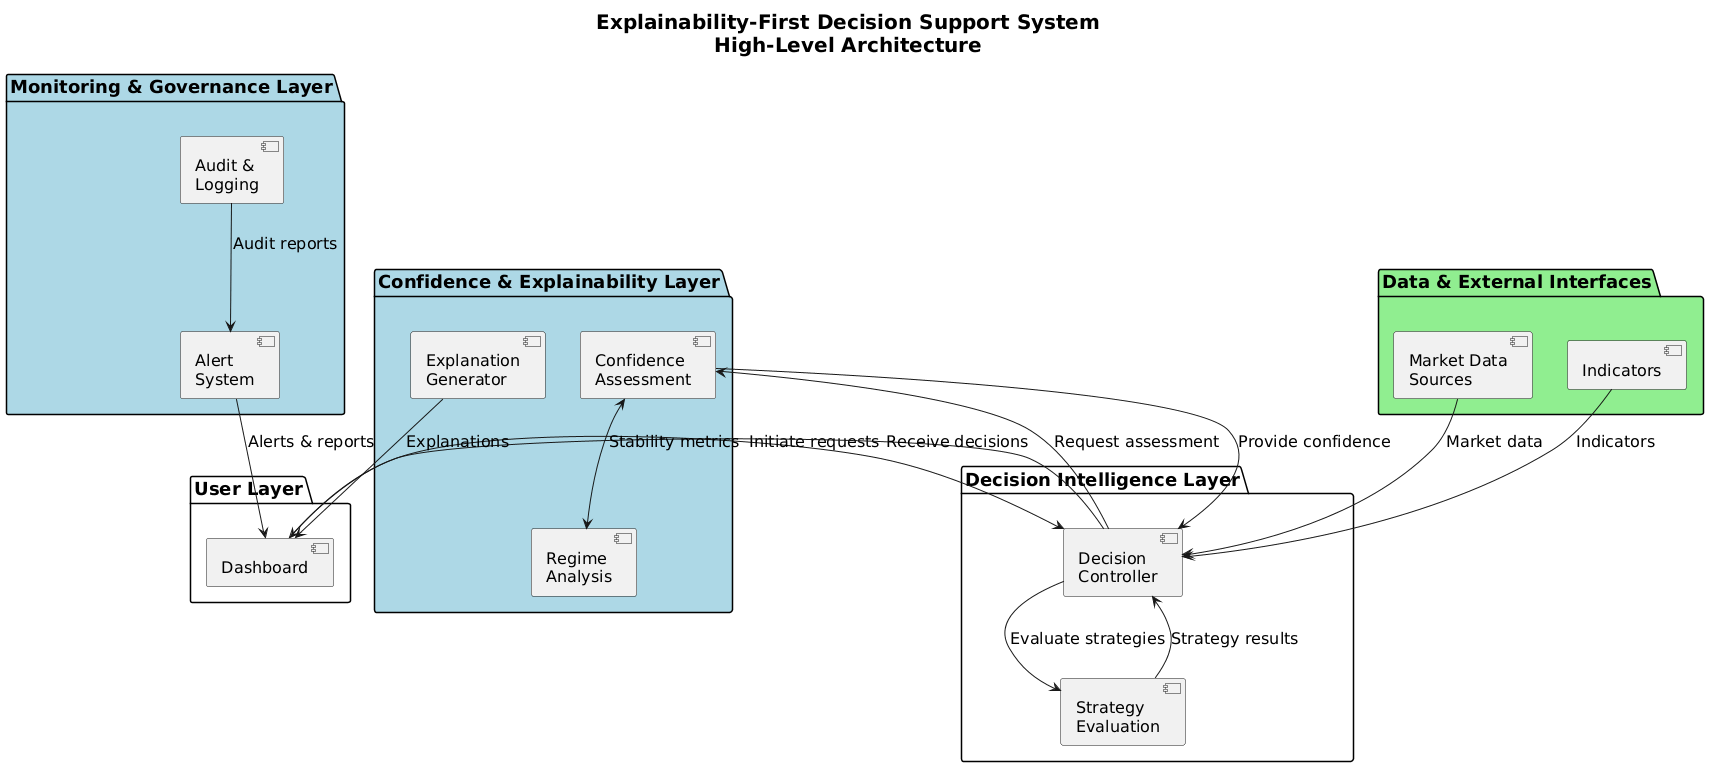 Explainability-First Decision Support System
High-Level Architecture
Monitoring & Governance Layer
Audit &
Logging
Audit reports
Alert
System
Confidence & Explainability Layer
Explanation
Generator
Confidence
Assessment
Data & External Interfaces
Market Data
Sources
Indicators
Alerts & reports
Explanations
Stability metrics
Initiate requests
Receive decisions
Request assessment
Provide confidence
Market data
Indicators
User Layer
Dashboard
Regime
Analysis
Decision Intelligence Layer
Decision
Controller
Evaluate strategies
Strategy results
Strategy
Evaluation